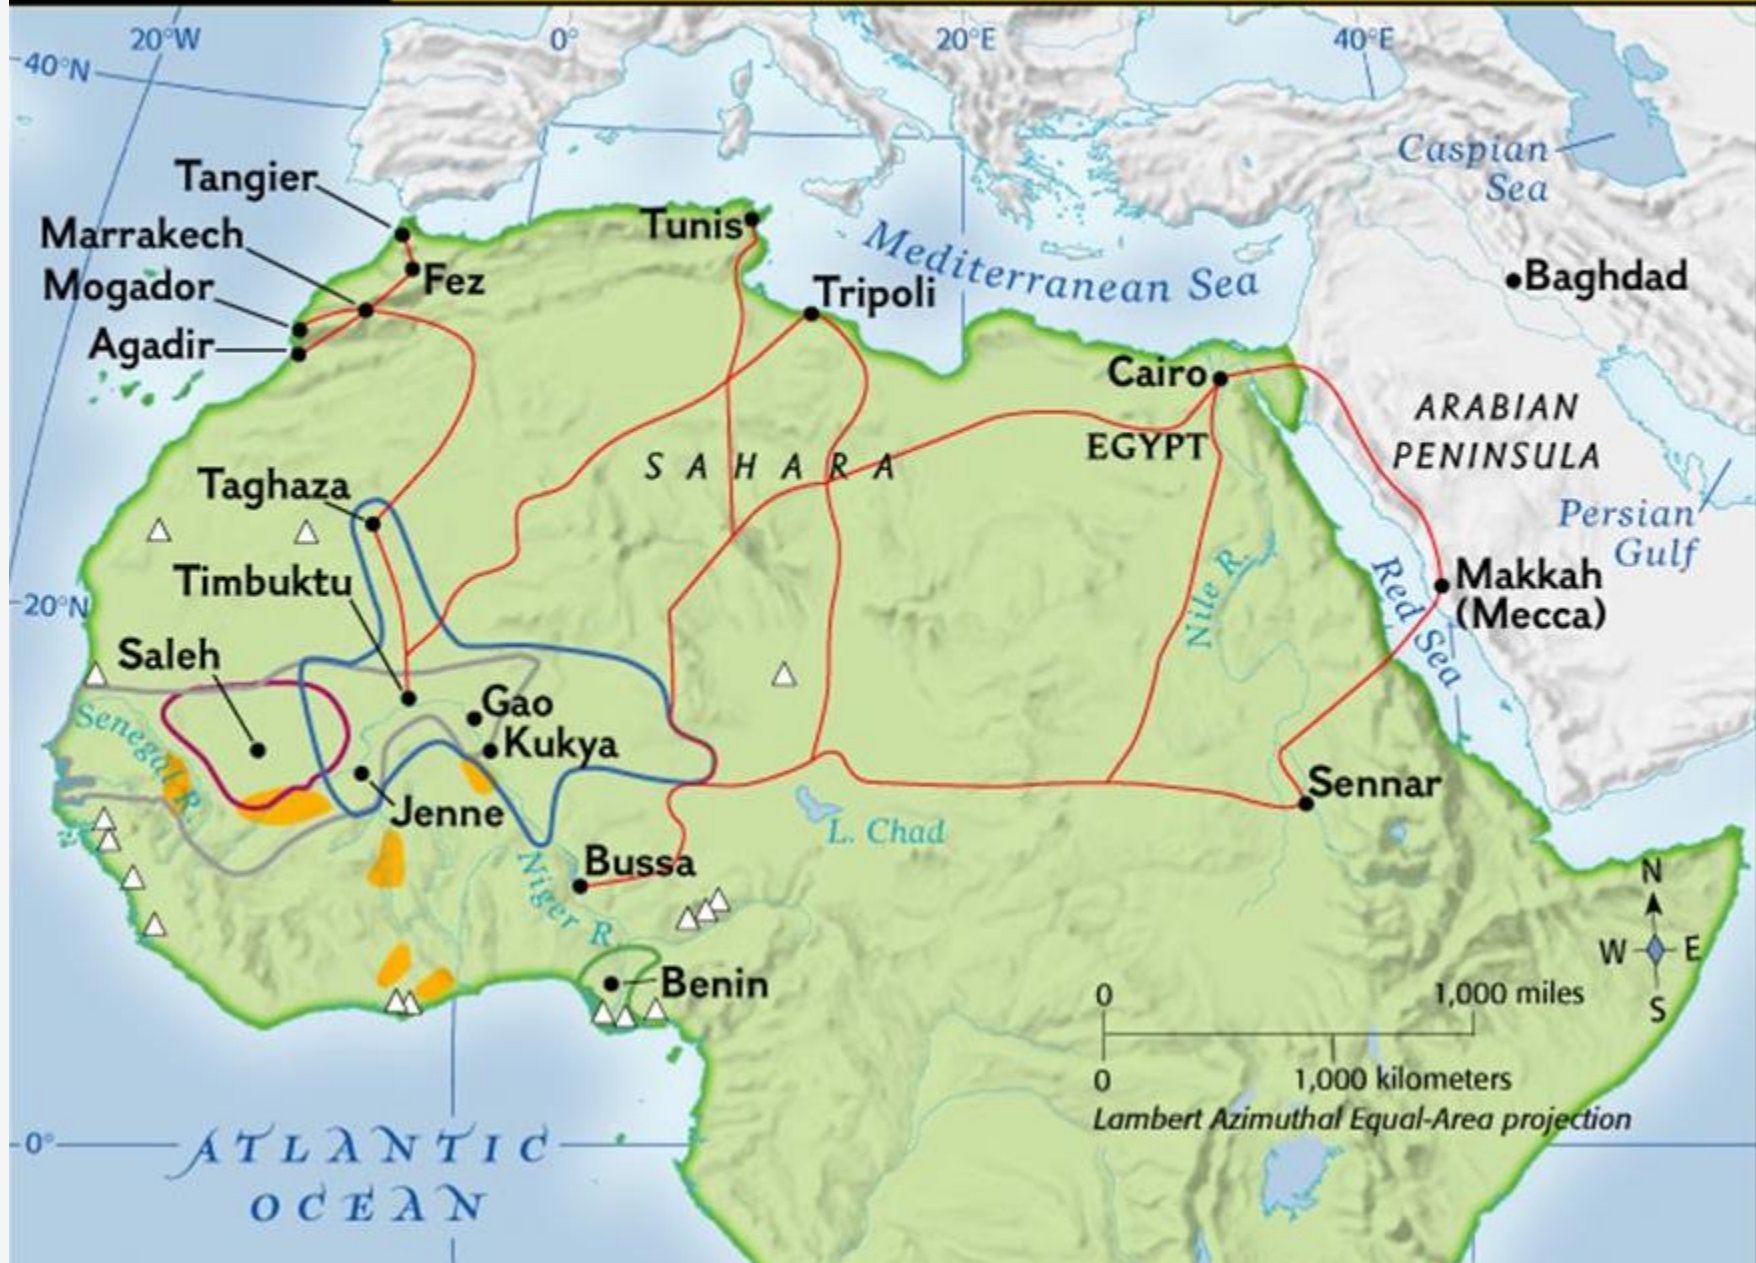 20°W
0°
20°E
40°E
40°N
Caspian
Sea
Tangier
Marrakech
Tunis
Mediterranean Sea
Mogador
Fez
Tripoli
Baghdad
Agadir
Cairo
ARABIAN
PENINSULA
EGYPT
SAHARA
Taghaza
Persian
Gulf
Timbuktu
Nile R.
Red Sea
Makkah
(Mecca)
20°N
Saleh
Senegal R.
Gao
Kukya
Jenne
Sennar
L. Chad
Bussa
Niger R
N
W
E
S
Benin
0
1,000 miles
0
1,000 kilometers
Lambert Azimuthal Equal-Area projection
0°
ATLANTIC
OCEAN